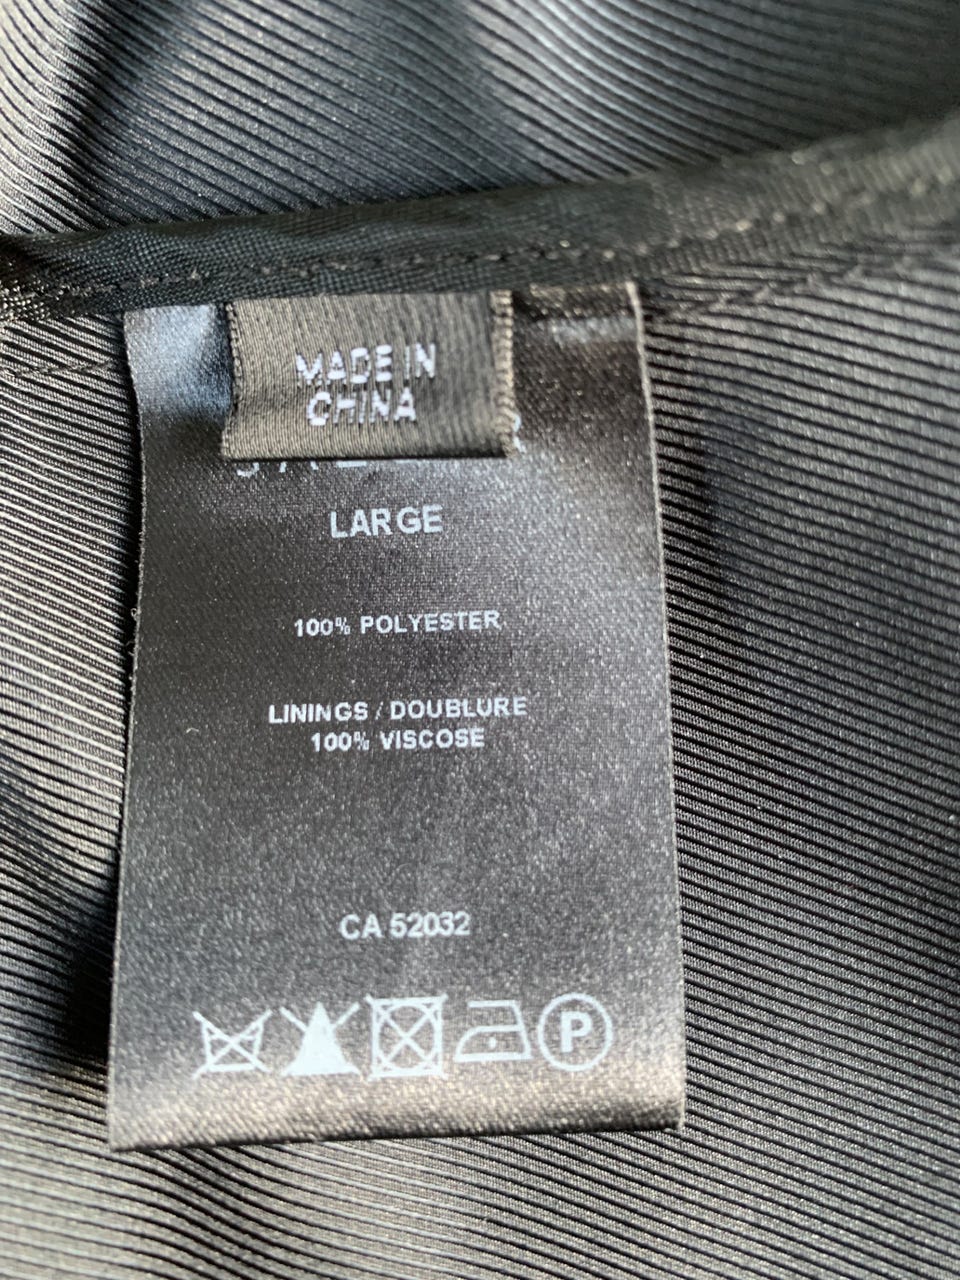 MADE IN
CHINA
LARGE
100% POLYESTER
LININGS / DOUBLURE
100% VISCOSE
CA 52032
P